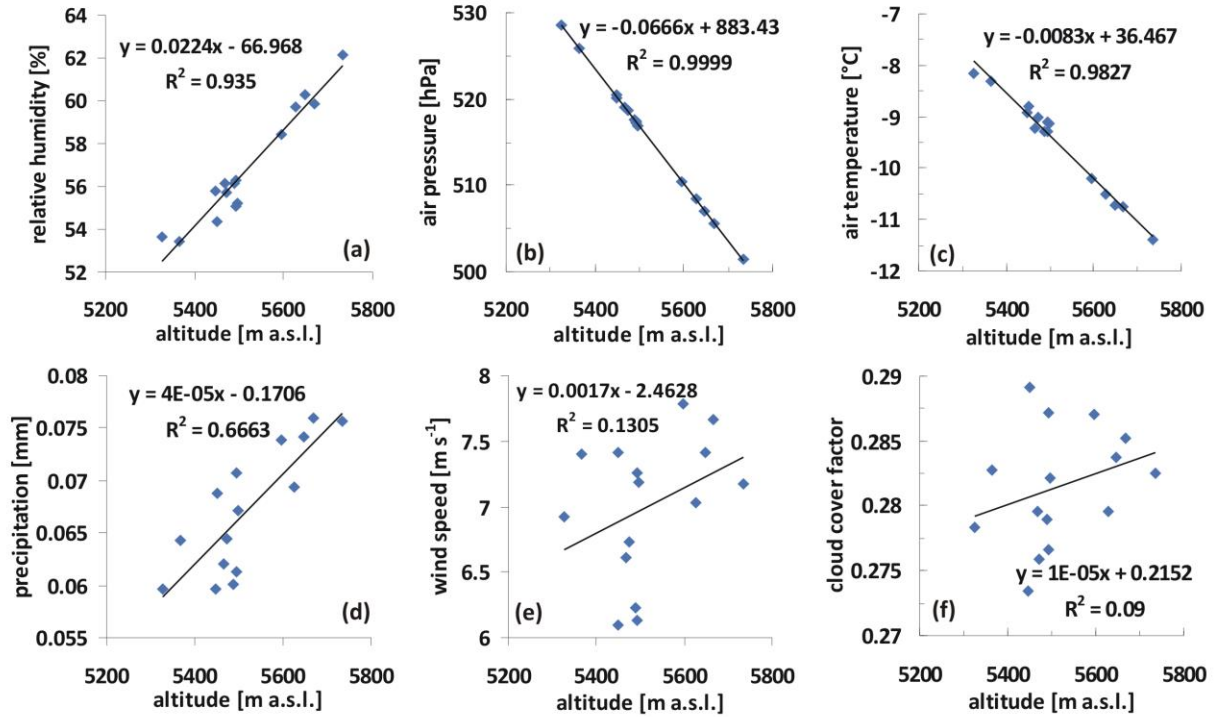 y = 0.0224x - 66.968
R² = 0.935
relative humidity [%]
64
62
60
58
56
54
52
(a)
5200
5400
5600
5800
altitude [m a.s.l.]
y = -0.0666x + 883.43
R² = 0.9999
air pressure [hPa]
530
520
510
500
(b)
5200
5400
5600
5800
altitude [m a.s.l.]
y = -0.0083x + 36.467
R² = 0.9827
air temperature [°C]
-7
-8
-9
-10
-11
-12
(c)
5200
5400
5600
5800
altitude [m a.s.l.]
y = 4E-05x - 0.1706
R² = 0.6663
precipitation [mm]
0.08
0.075
0.07
0.065
0.06
0.055
(d)
5200
5400
5600
5800
altitude [m a.s.l.]
y = 0.0017x - 2.4628
R² = 0.1305
wind speed [m s⁻¹]
8
7.5
7
6.5
6
(e)
5200
5400
5600
5800
altitude [m a.s.l.]
0.29
0.285
0.28
0.275
0.27
cloud cover factor
y = 1E-05x + 0.2152
R² = 0.09
(f)
5200
5400
5600
5800
altitude [m a.s.l.]